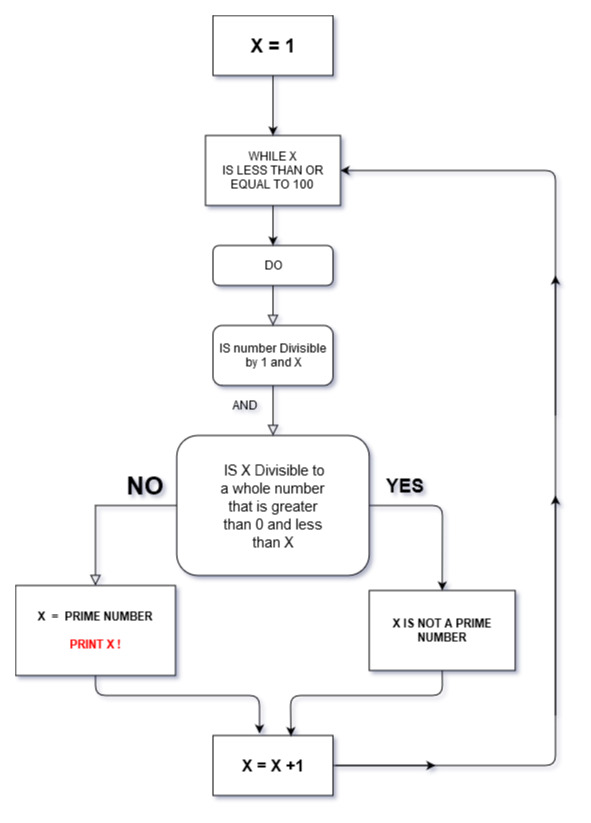 X = 1
WHILE X
IS LESS THAN OR
EQUAL TO 100
DO
IS number Divisible
by 1 and X
AND
IS X Divisible to
a whole number
that is greater
than 0 and less
than X
NO
YES
X = PRIME NUMBER
PRINT X !
X IS NOT A PRIME
NUMBER
X = X +1